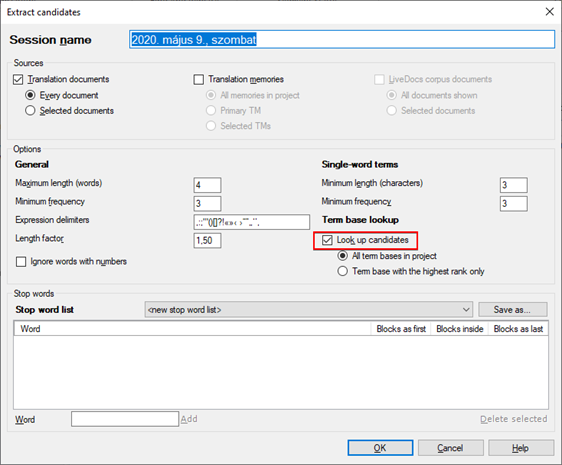 Extract candidates
Session name 2020. május 9., szombat
Sources
Translation documents Translation memories LiveDocs corpus documents
Every document All memories in project All documents shown
Selected documents Primary TM Selected documents
Selected TMs
Options
General Single-word terms
Maximum length (words) 4 Minimum length (characters) 3
Minimum frequency 3 Minimum frequency 3
Expression delimiters Term base lookup
Length factor 1,50 Look up candidates
All term bases in project
Ignore words with numbers
Term base with the highest rank only
Stop words
Stop word list <new stop word list> Save as...
Word Blocks as first Blocks inside Blocks as last
Word Add Delete selected
OK Cancel Help